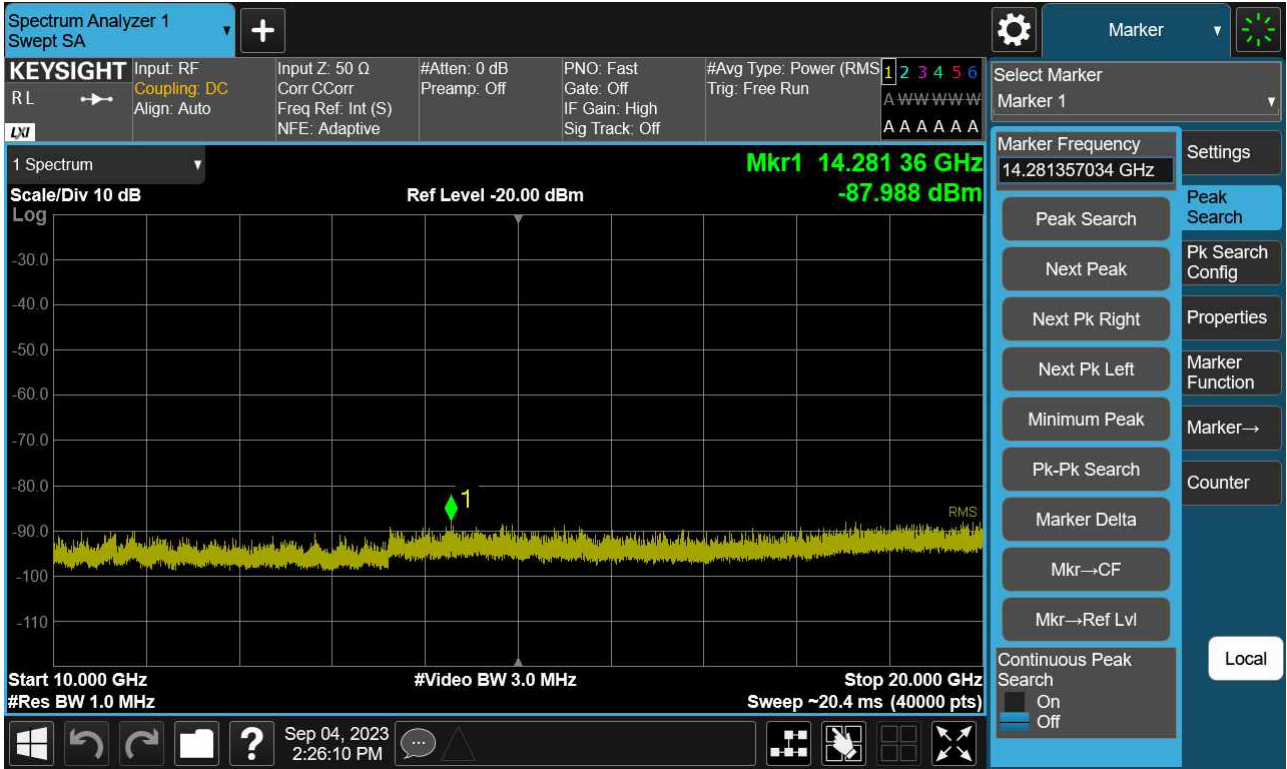 Spectrum Analyzer 1
Swept SA
Marker
KEYSIGHT
R L
LXI
Input: RF
Coupling: DC
Align: Auto
Input Z: 50 Ω
Corr CCorr
Freq Ref: Int (S)
NFE: Adaptive
#Atten: 0 dB
Preamp: Off
PNO: Fast
Gate: Off
IF Gain: High
Sig Track: Off
#Avg Type: Power (RMS
Trig: Free Run
1 2 3 4 5 6
A W W W W W
A A A A A A
Select Marker
Marker 1
1 Spectrum
Scale/Div 10 dB
Log
Ref Level -20.00 dBm
Mkr1 14.281 36 GHz
-87.988 dBm
-30.0
-40.0
-50.0
-60.0
-70.0
-80.0
-90.0
-100
-110
1
RMS
Start 10.000 GHz
#Res BW 1.0 MHz
#Video BW 3.0 MHz
Stop 20.000 GHz
Sweep ~20.4 ms (40000 pts)
Marker Frequency
14.281357034 GHz
Peak Search
Next Peak
Next Pk Right
Next Pk Left
Minimum Peak
Pk-Pk Search
Marker Delta
Mkr→CF
Mkr→Ref Lvl
Continuous Peak
Search
On
Off
Settings
Peak
Search
Pk Search
Config
Properties
Marker
Function
Marker→
Counter
Local
?
Sep 04, 2023
2:26:10 PM